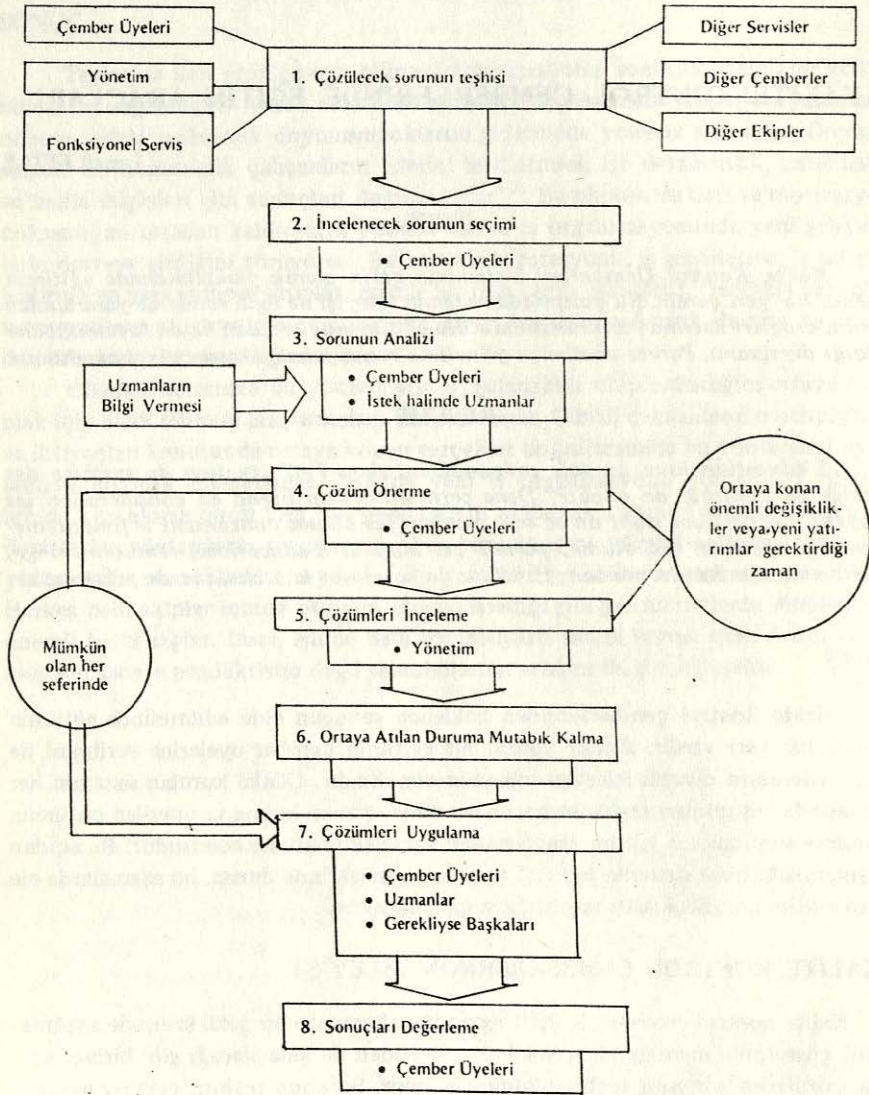 Çember Üyeleri
Yönetim
Fonksiyonel Servis
Diğer Servisler
Diğer Çemberler
Diğer Ekipler
1. Çözülecek sorunun teşhisi
2. İncelenecek sorunun seçimi
• Çember Üyeleri
3. Sorunun Analizi
• Çember Üyeleri
• İstek halinde Uzmanlar
Uzmanların
Bilgi Vermesi
4. Çözüm Önerme
• Çember Üyeleri
Ortaya konan
önemli değişiklik-
leri veya yeni yatı-
rımlar gerektirdiği
zaman
5. Çözümleri İnceleme
• Yönetim
Mümkün
olan her
seferinde
6. Ortaya Atılan Duruma Mutabık Kalma
7. Çözümleri Uygulama
• Çember Üyeleri
• Uzmanlar
• Gerekliyse Başkaları
8. Sonuçları Değerleme
• Çember Üyeleri